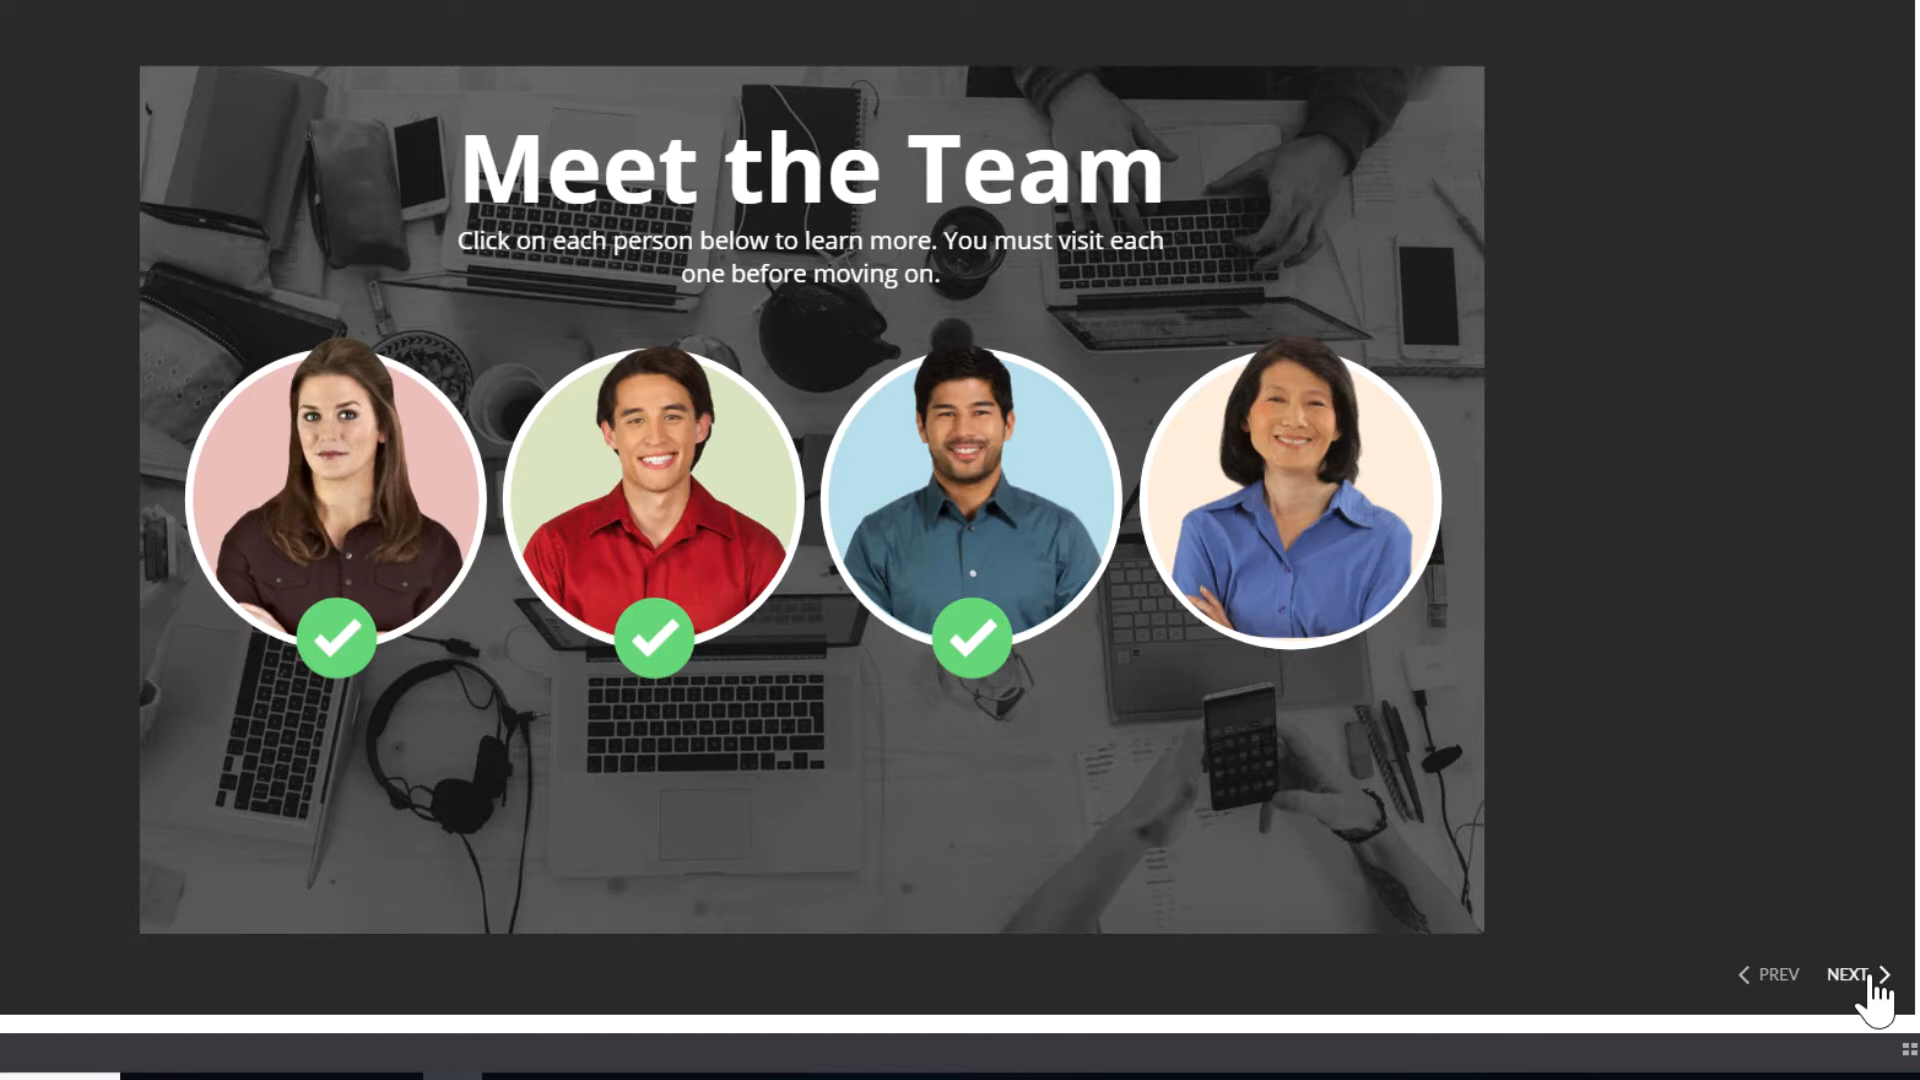 Meet the Team
Click on each person below to learn more. You must visit each
one before moving on.
PREV
NEXT